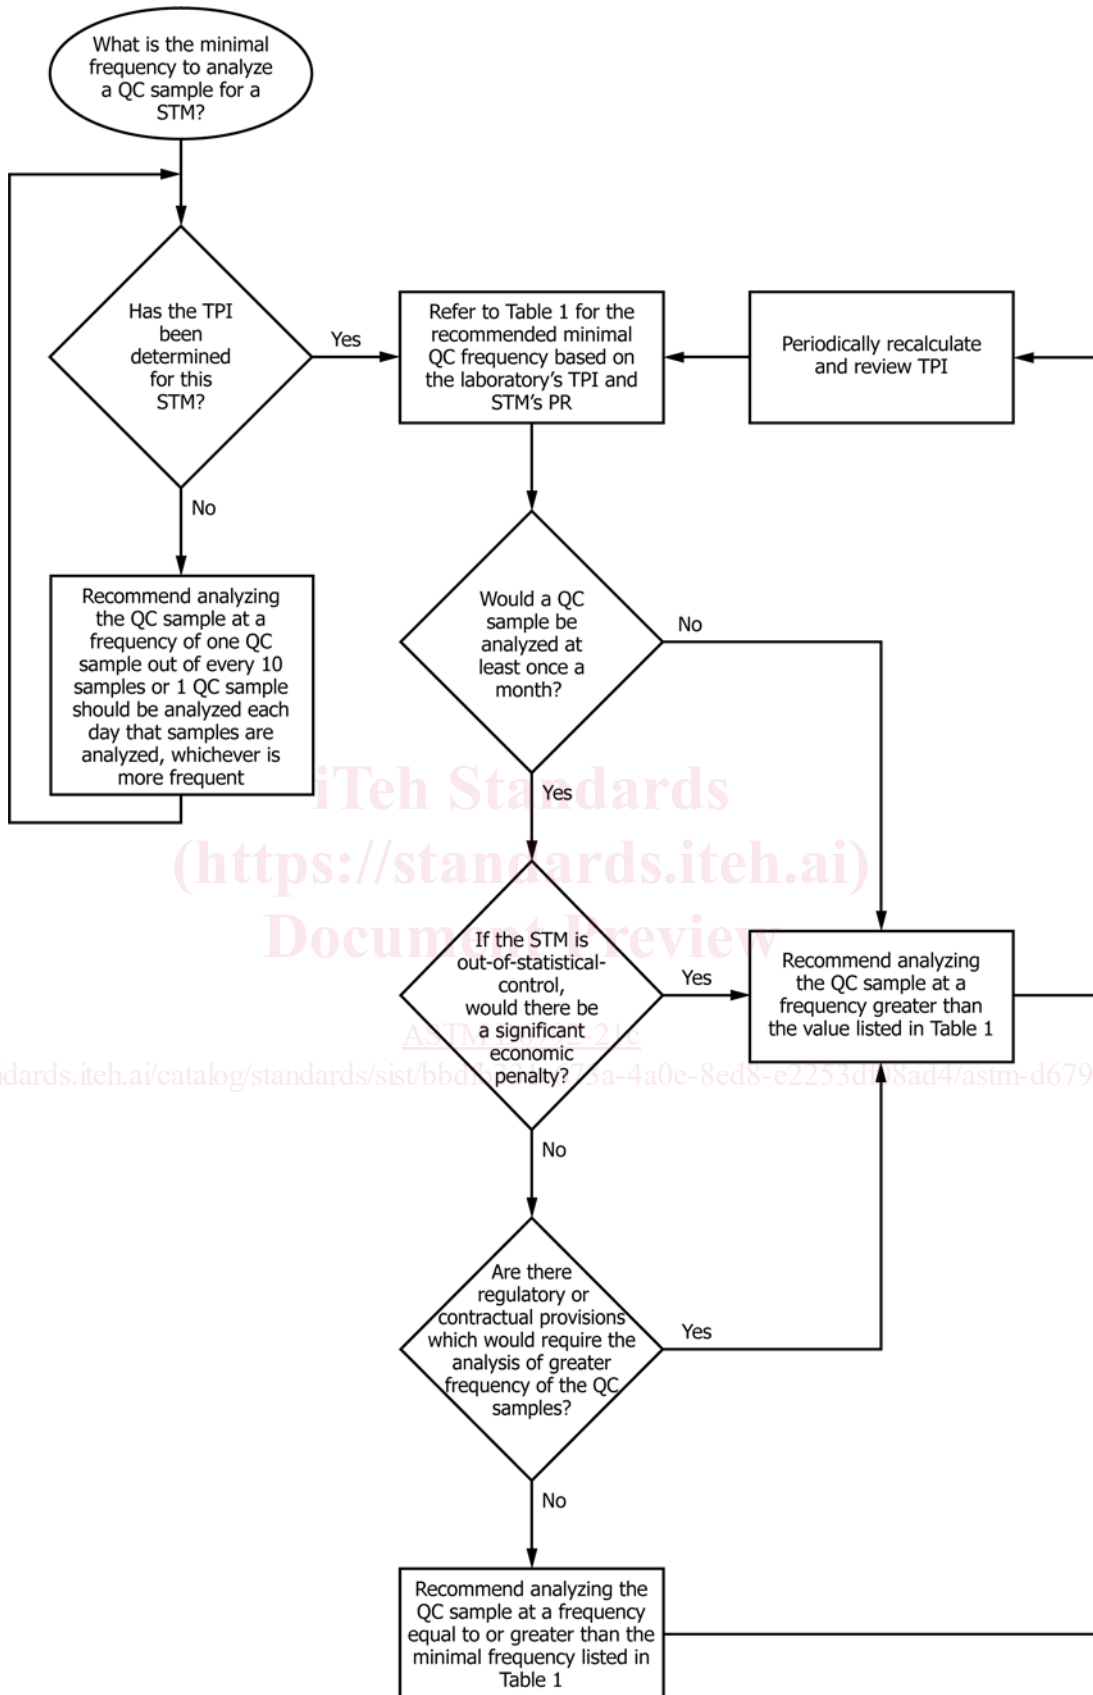 What is the minimal
frequency to analyze
a QC sample for a
STM?
Has the TPI
been
determined
for this
STM?
Yes
Refer to Table 1 for the
recommended minimal
QC frequency based on
the laboratory's TPI and
STM's PR
Periodically recalculate
and review TPI
No
Recommend analyzing
the QC sample at a
frequency of one QC
sample out of every 10
samples or 1 QC sample
should be analyzed each
day that samples are
analyzed, whichever is
more frequent
Would a QC
sample be
analyzed at
least once a
month?
No
Yes
iTeh Standards
(https://standards.iteh.ai)
Document Preview
If the STM is
out-of-statistical-
control,
would there be
a significant
economic
penalty?
Yes
Recommend analyzing
the QC sample at a
frequency greater than
the value listed in Table 1
ASTM
ndards.iteh.ai/catalog/standards/sist/
No
Are there
regulatory or
contractual provisions
which would require the
analysis of greater
frequency of the QC
samples?
Yes
No
Recommend analyzing the
QC sample at a frequency
equal to or greater than the
minimal frequency listed in
Table 1